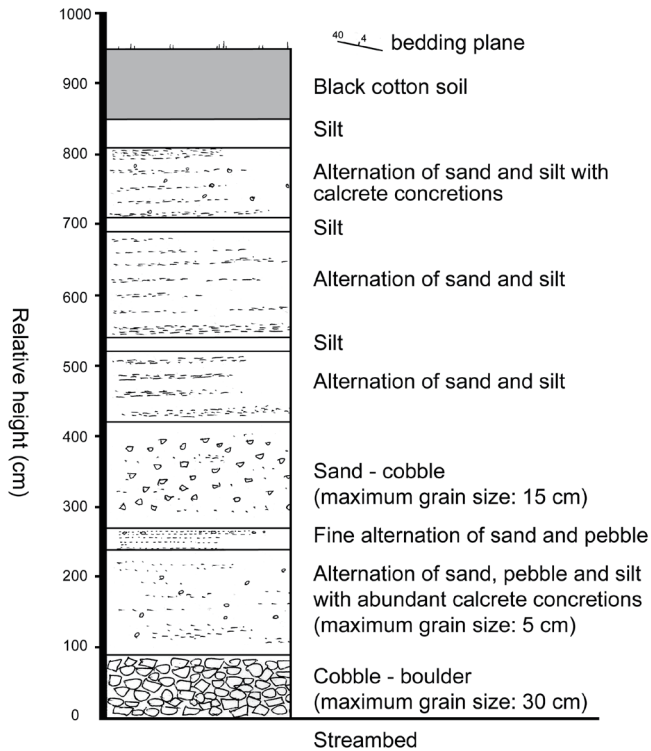 1000
40 4 bedding plane
900
Black cotton soil
Silt
800
Alternation of sand and silt with
calcrete concretions
700
Silt
Alternation of sand and silt
600
Silt
500
Alternation of sand and silt
400
Sand - cobble
(maximum grain size: 15 cm)
300
Fine alternation of sand and pebble
200
Alternation of sand, pebble and silt
with abundant calcrete concretions
(maximum grain size: 5 cm)
100
Cobble - boulder
(maximum grain size: 30 cm)
0
Streambed
Relative height (cm)